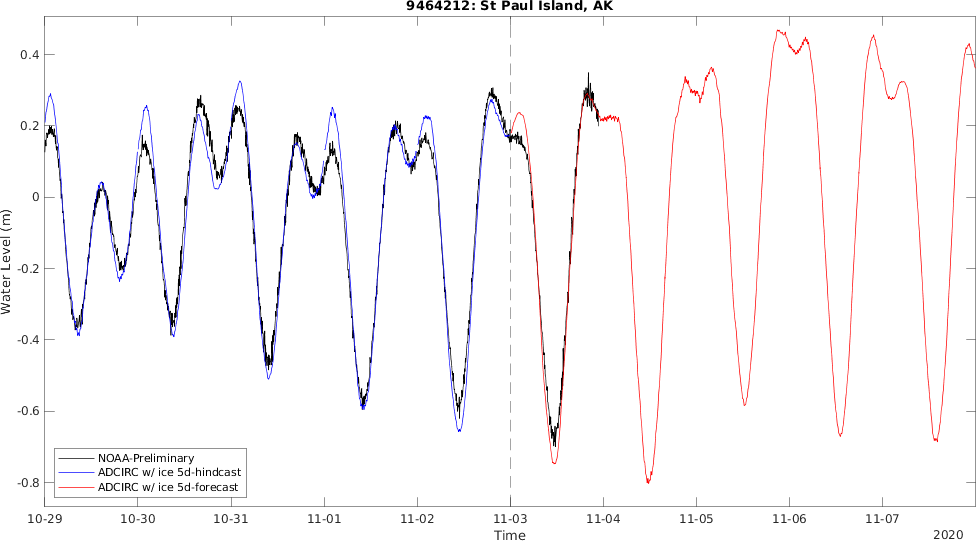 9464212: St Paul Island, AK
Water Level (m)
0.4
0.2
0
-0.2
-0.4
-0.6
-0.8
NOAA-Preliminary
ADCIRC w/ ice 5d-hindcast
ADCIRC w/ ice 5d-forecast
10-29 10-30 10-31 11-01 11-02 11-03 11-04 11-05 11-06 11-07
Time
2020